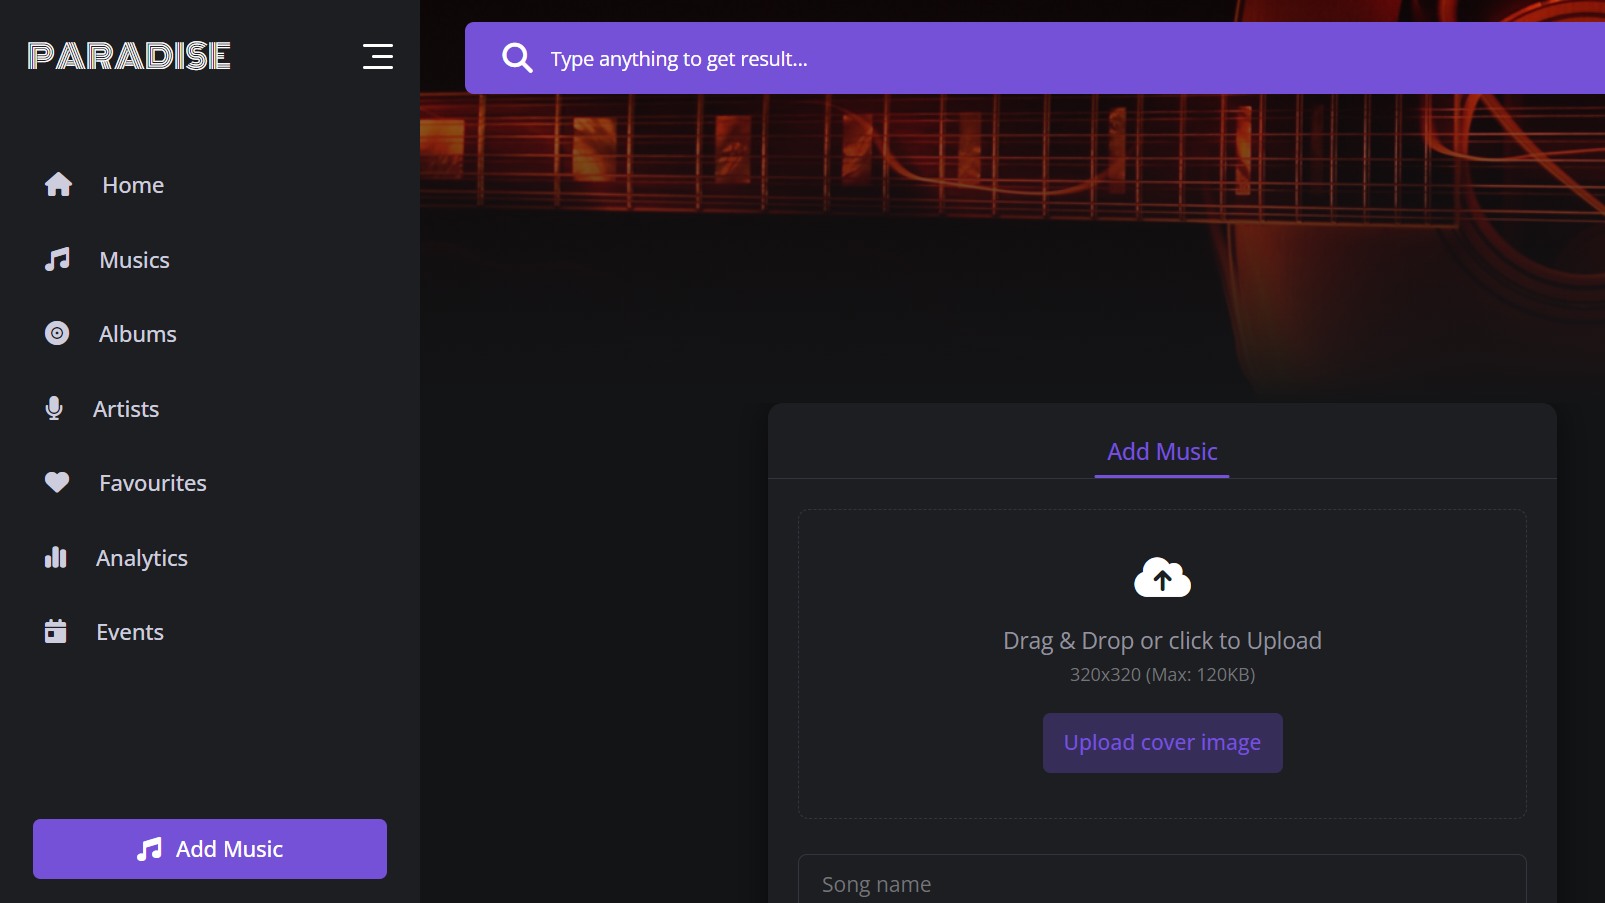 PARADISE
Type anything to get result...
Home
Musics
Albums
Artists
Favourites
Analytics
Events
Add Music
Add Music
Drag & Drop or click to Upload
320x320 (Max: 120KB)
Upload cover image
Song name